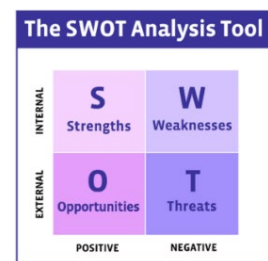 The SWOT Analysis Tool
INTERNAL
S
Strengths
W
Weaknesses
EXTERNAL
O
Opportunities
T
Threats
POSITIVE
NEGATIVE